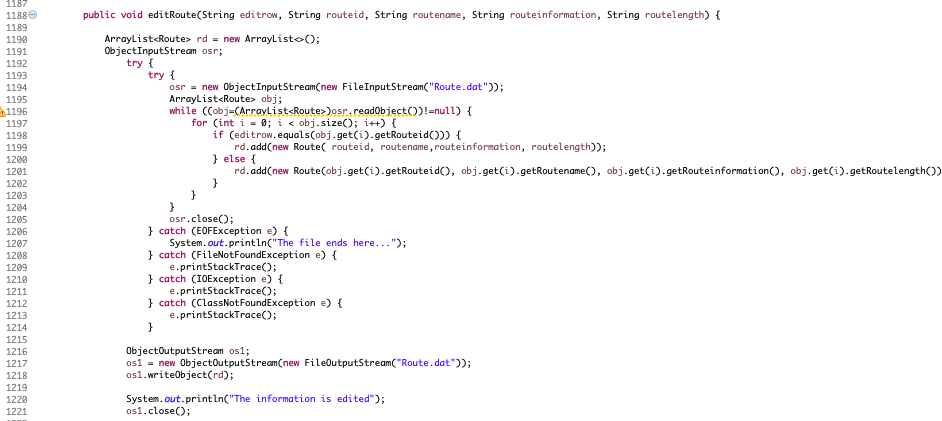 1187
1188 public void editRoute(String editrow, String routeid, String routename, String routeinformation, String routelength) {
1189
1190 ArrayList<Route> rd = new ArrayList<>();
1191 ObjectInputStream osr;
1192 try {
1193 try {
1194 osr = new ObjectInputStream(new FileInputStream("Route.dat"));
1195 ArrayList<Route> obj;
1196 while ((obj=(ArrayList<Route>)osr.readObject())!=null) {
1197 for (int i = 0; i < obj.size(); i++) {
1198 if (editrow.equals(obj.get(i).getRouteid())) {
1199 rd.add(new Route( routeid, routename,routeinformation, routelength));
1200 } else {
1201 rd.add(new Route(obj.get(i).getRouteid(), obj.get(i).getRoutename(), obj.get(i).getRouteinformation(), obj.get(i).getRoutelength())
1202 }
1203 }
1204 }
1205 osr.close();
1206 } catch (EOFException e) {
1207 System.out.println("The file ends here...");
1208 } catch (FileNotFoundException e) {
1209 e.printStackTrace();
1210 } catch (IOException e) {
1211 e.printStackTrace();
1212 } catch (ClassNotFoundException e) {
1213 e.printStackTrace();
1214 }
1215
1216 ObjectOutputStream os1;
1217 os1 = new ObjectOutputStream(new FileOutputStream("Route.dat"));
1218 os1.writeObject(rd);
1219
1220 System.out.println("The information is edited");
1221 os1.close();